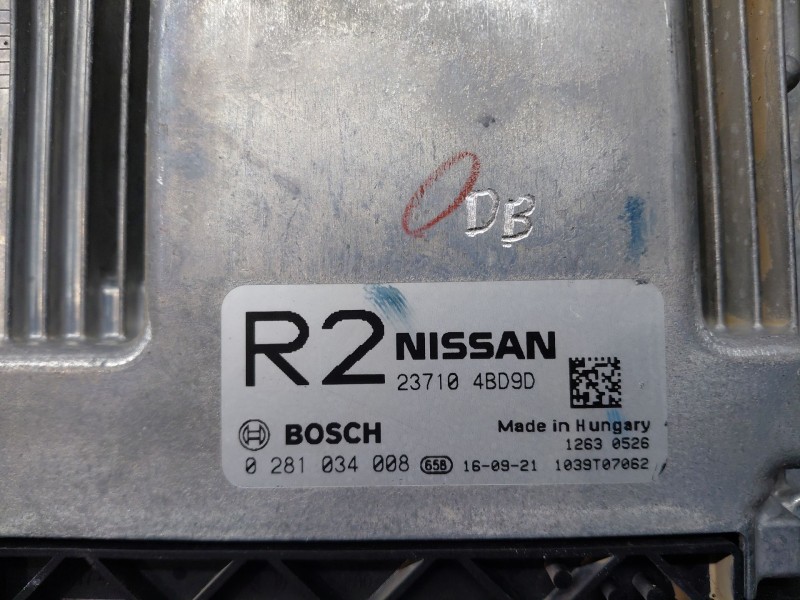 DB
R2 NISSAN
23710 4BD9D
BOSCH
Made in Hungary
1263 0526
0 281 034 008 658 16-09-21 1039T07062